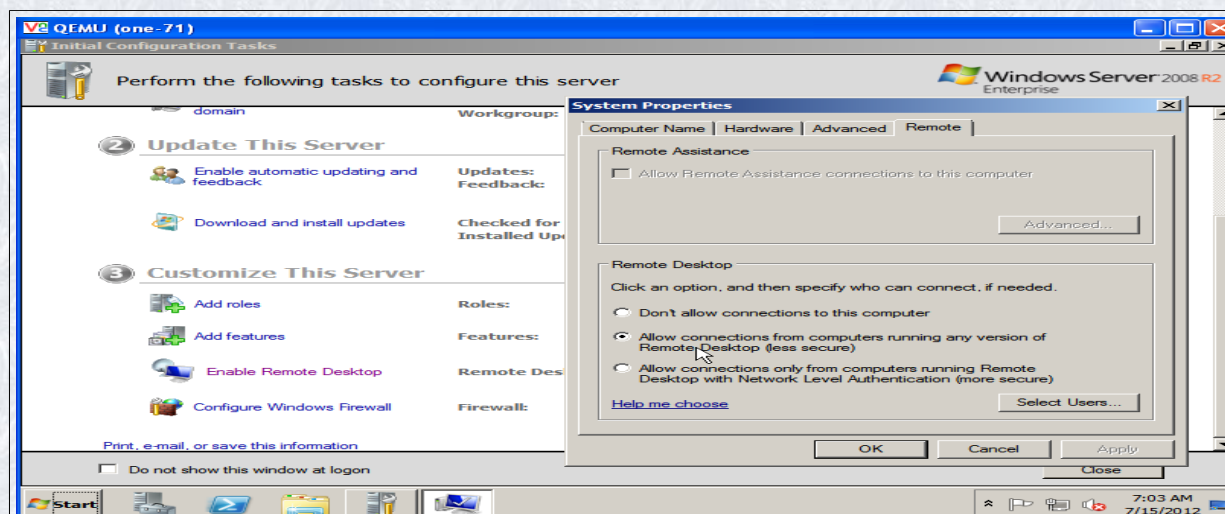 QEMU (one-71)
Initial Configuration Tasks
Perform the following tasks to configure this server
Windows Server 2008 R2
Enterprise
domain
Workgroup:
2 Update This Server
Enable automatic updating and
feedback
Updates:
Feedback:
Download and install updates
Checked for
Installed Up
3 Customize This Server
Add roles
Roles:
Add features
Features:
Enable Remote Desktop
Remote Des
Configure Windows Firewall
Firewall:
Print, e-mail, or save this information
Do not show this window at logon
Close
System Properties
Computer Name
Hardware
Advanced
Remote
Remote Assistance
Allow Remote Assistance connections to this computer
Advanced...
Remote Desktop
Click an option, and then specify who can connect, if needed.
Don't allow connections to this computer
Allow connections from computers running any version of
Remote Desktop (less secure)
Allow connections only from computers running Remote
Desktop with Network Level Authentication (more secure)
Help me choose
Select Users...
OK
Cancel
Apply
Start
7:03 AM
7/15/2012